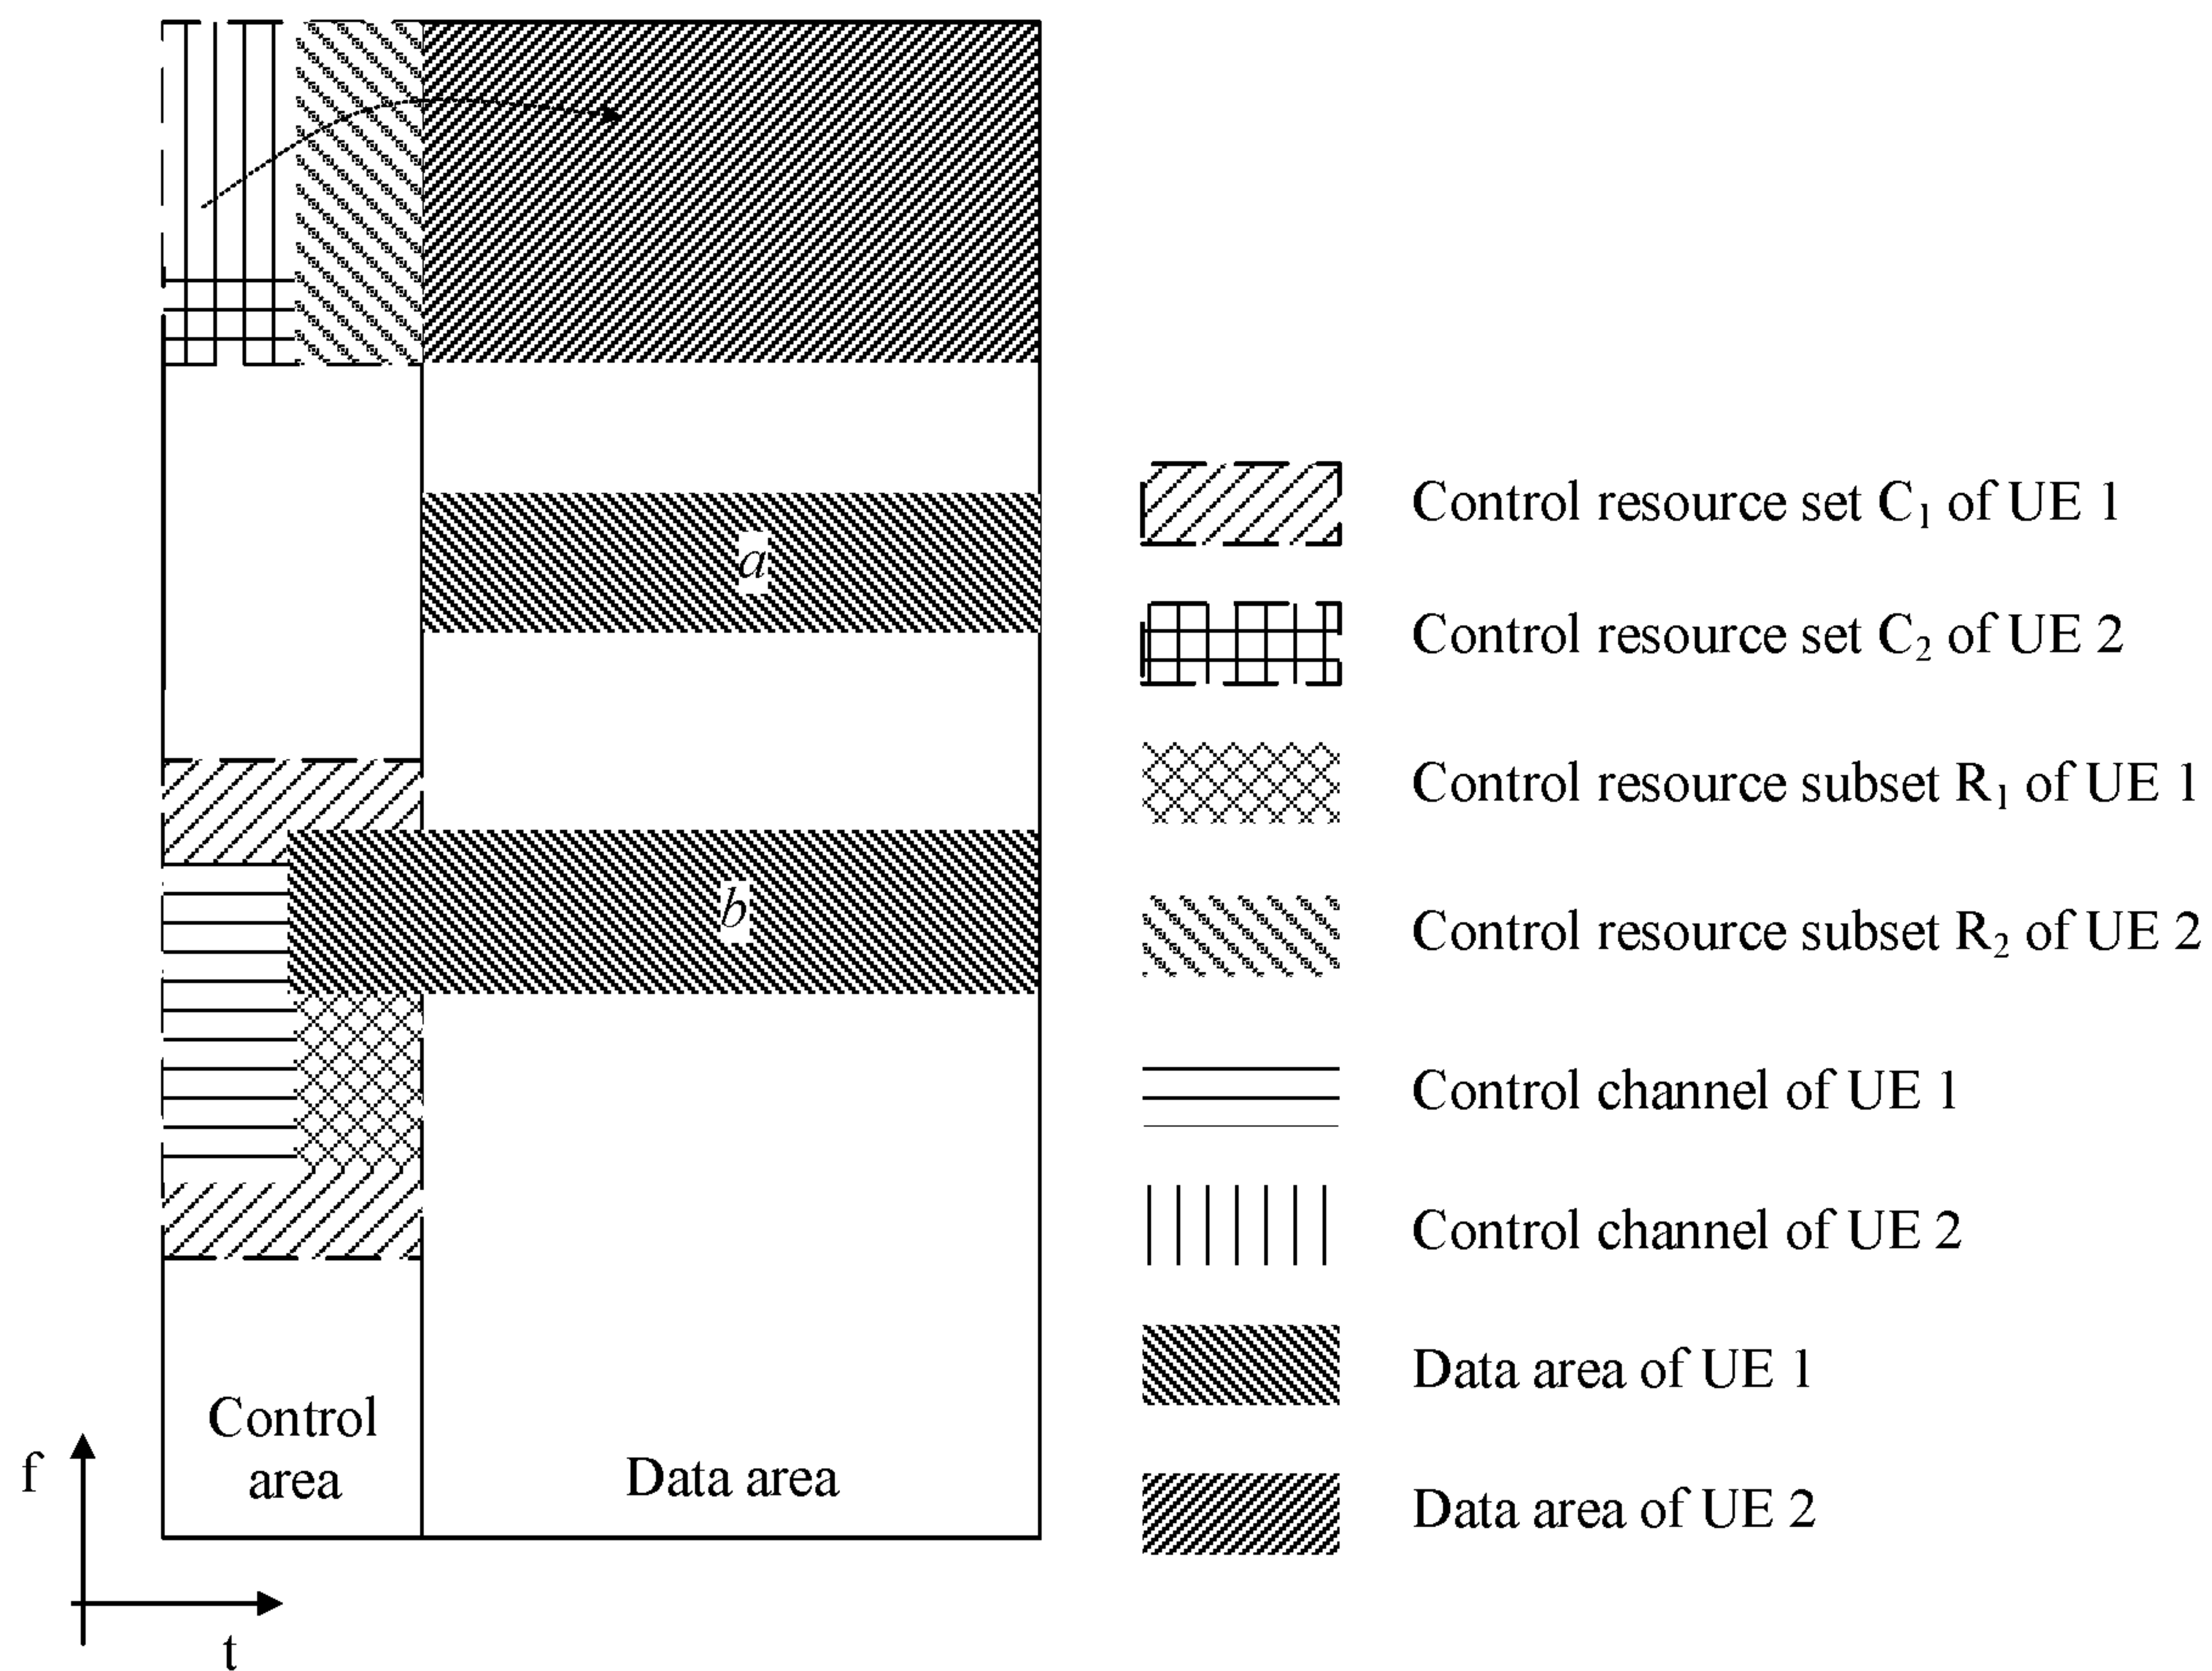 a
Control resource set C1 of UE 1
Control resource set C2 of UE 2
Control resource subset R1 of UE 1
b
Control resource subset R2 of UE 2
Control channel of UE 1
Control channel of UE 2
Data area of UE 1
Control
area
Data area
Data area of UE 2
f
t